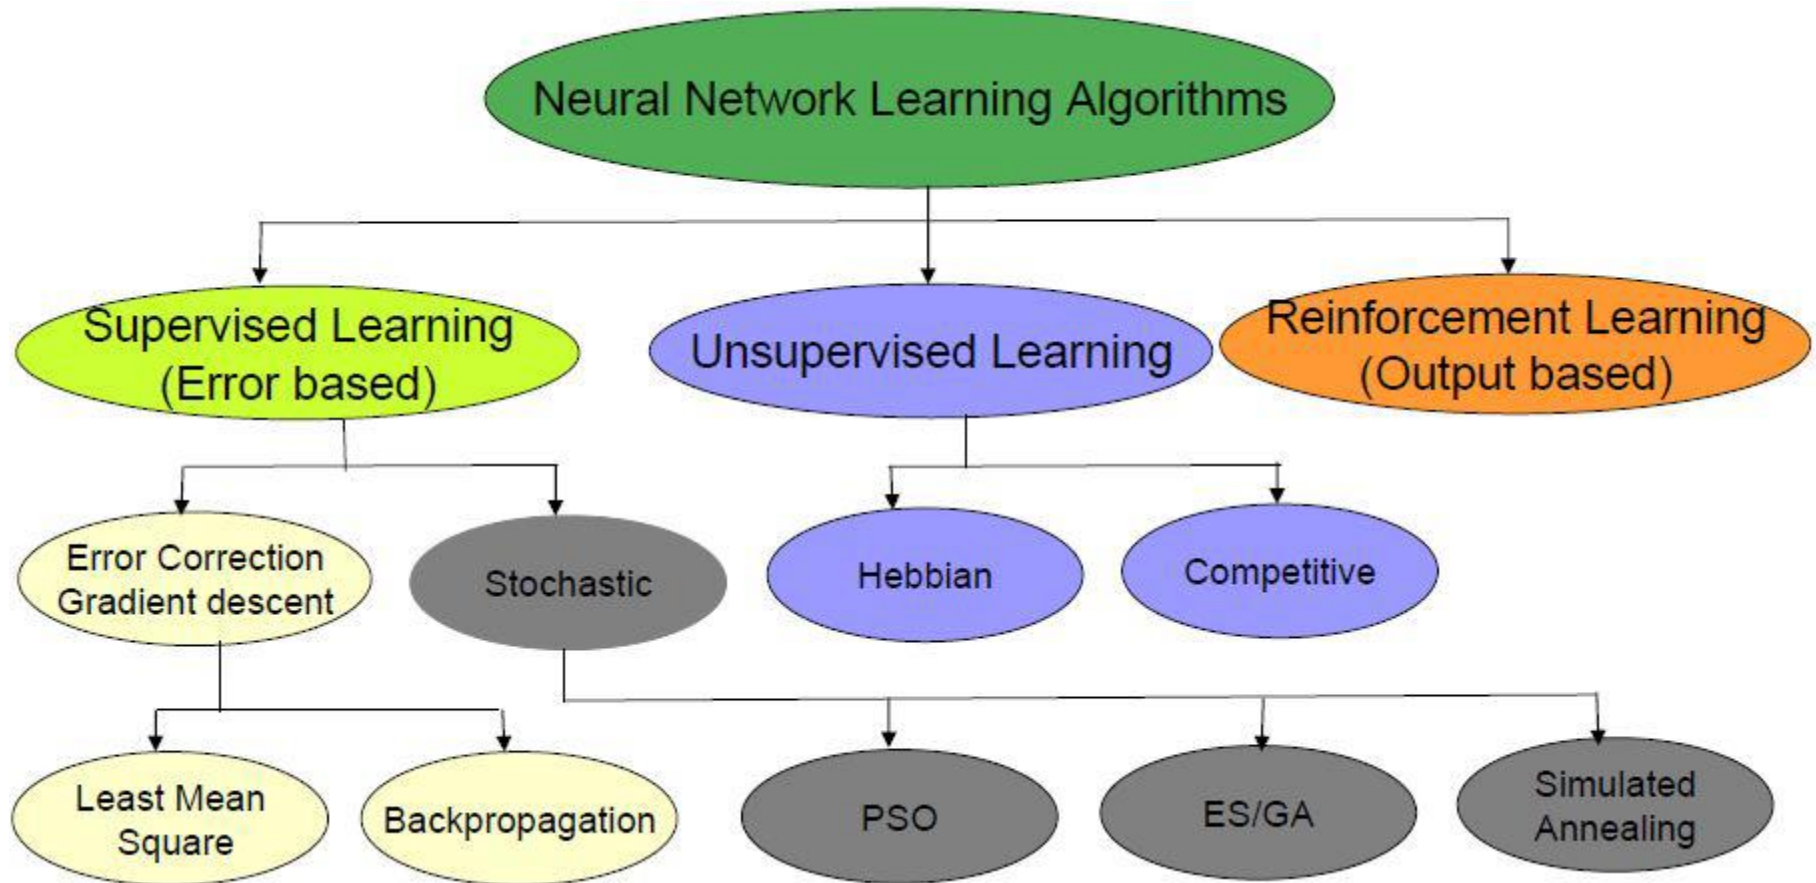 Neural Network Learning Algorithms
Supervised Learning
(Error based)
Unsupervised Learning
Reinforcement Learning
(Output based)
Error Correction
Gradient descent
Stochastic
Hebbian
Competitive
Least Mean
Square
Backpropagation
PSO
ES/GA
Simulated
Annealing